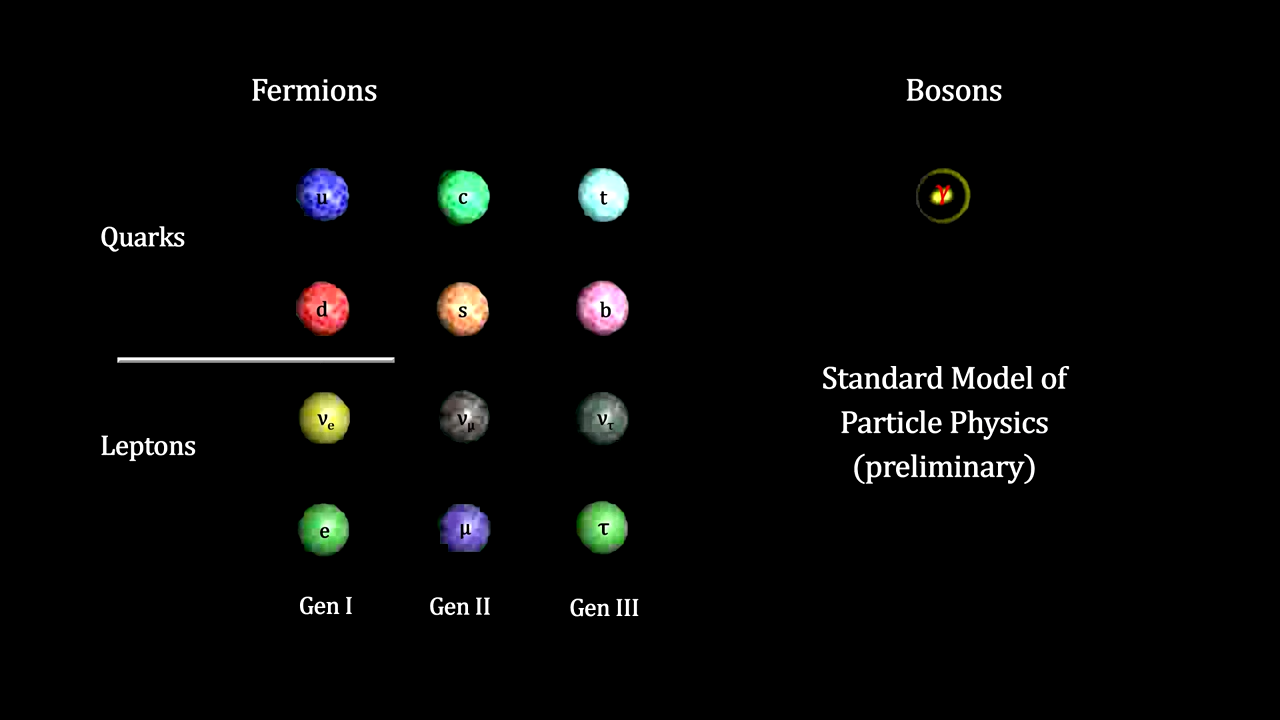 Fermions Bosons
u c t γ
Quarks
d s b
Standard Model of
Particle Physics
(preliminary)
νe νμ ντ
Leptons
e μ τ
Gen I Gen II Gen III